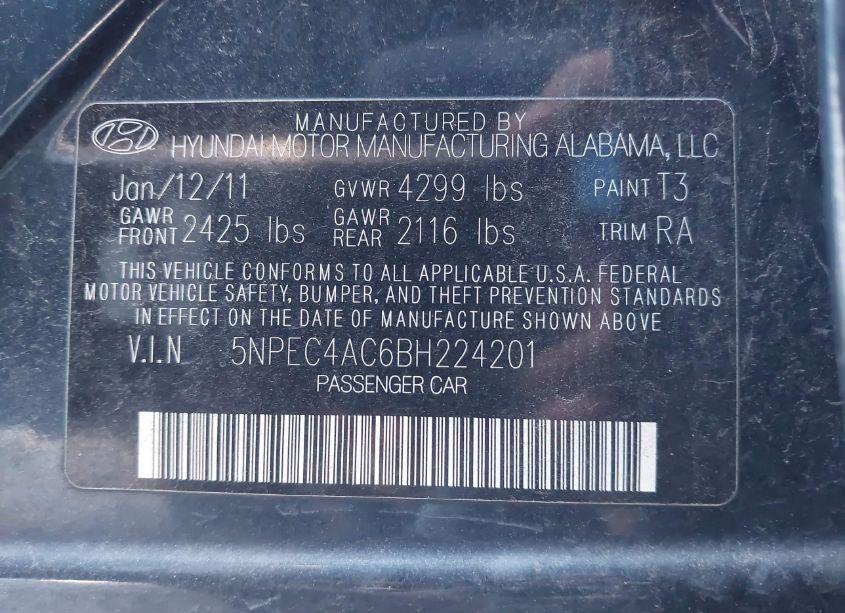 MANUFACTURED BY
HYUNDAI MOTOR MANUFACTURING ALABAMA, LLC
Jan/12/11 GVWR 4299 lbs PAINT T3
GAWR FRONT 2425 lbs GAWR REAR 2116 lbs TRIM RA
THIS VEHICLE CONFORMS TO ALL APPLICABLE U.S.A. FEDERAL
MOTOR VEHICLE SAFETY, BUMPER, AND THEFT PREVENTION STANDARDS
IN EFFECT ON THE DATE OF MANUFACTURE SHOWN ABOVE
V.I.N 5NPEC4AC6BH224201
PASSENGER CAR